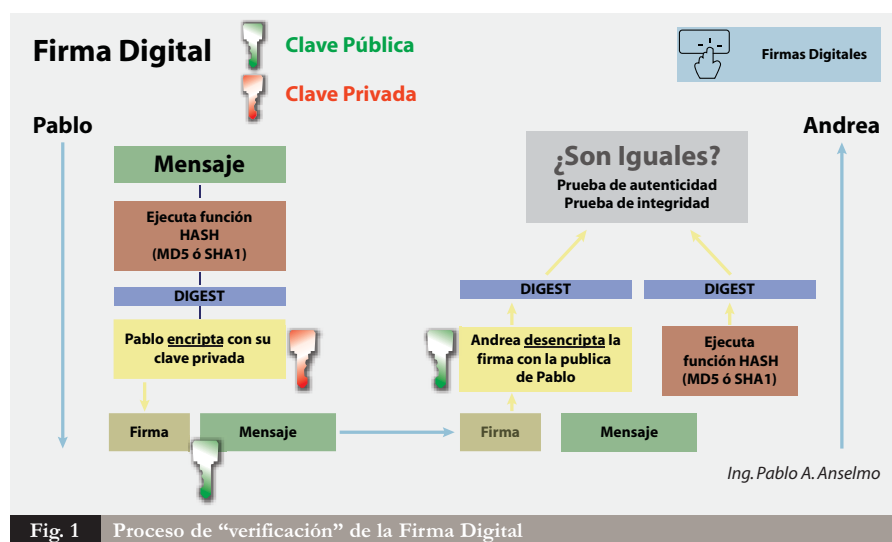 Firma Digital
Clave Pública
Clave Privada
Firmas Digitales
Pablo
Andrea
Mensaje
Ejecuta función
HASH
(MD5 ó SHA1)
DIGEST
Pablo encripta con su
clave privada
Firma
Mensaje
¿Son Iguales?
Prueba de autenticidad
Prueba de integridad
DIGEST
DIGEST
Andrea desencripta la
firma con la publica
de Pablo
Ejecuta
función HASH
(MD5 ó SHA1)
Firma
Mensaje
Ing. Pablo A. Anselmo
Fig. 1 Proceso de “verificación” de la Firma Digital